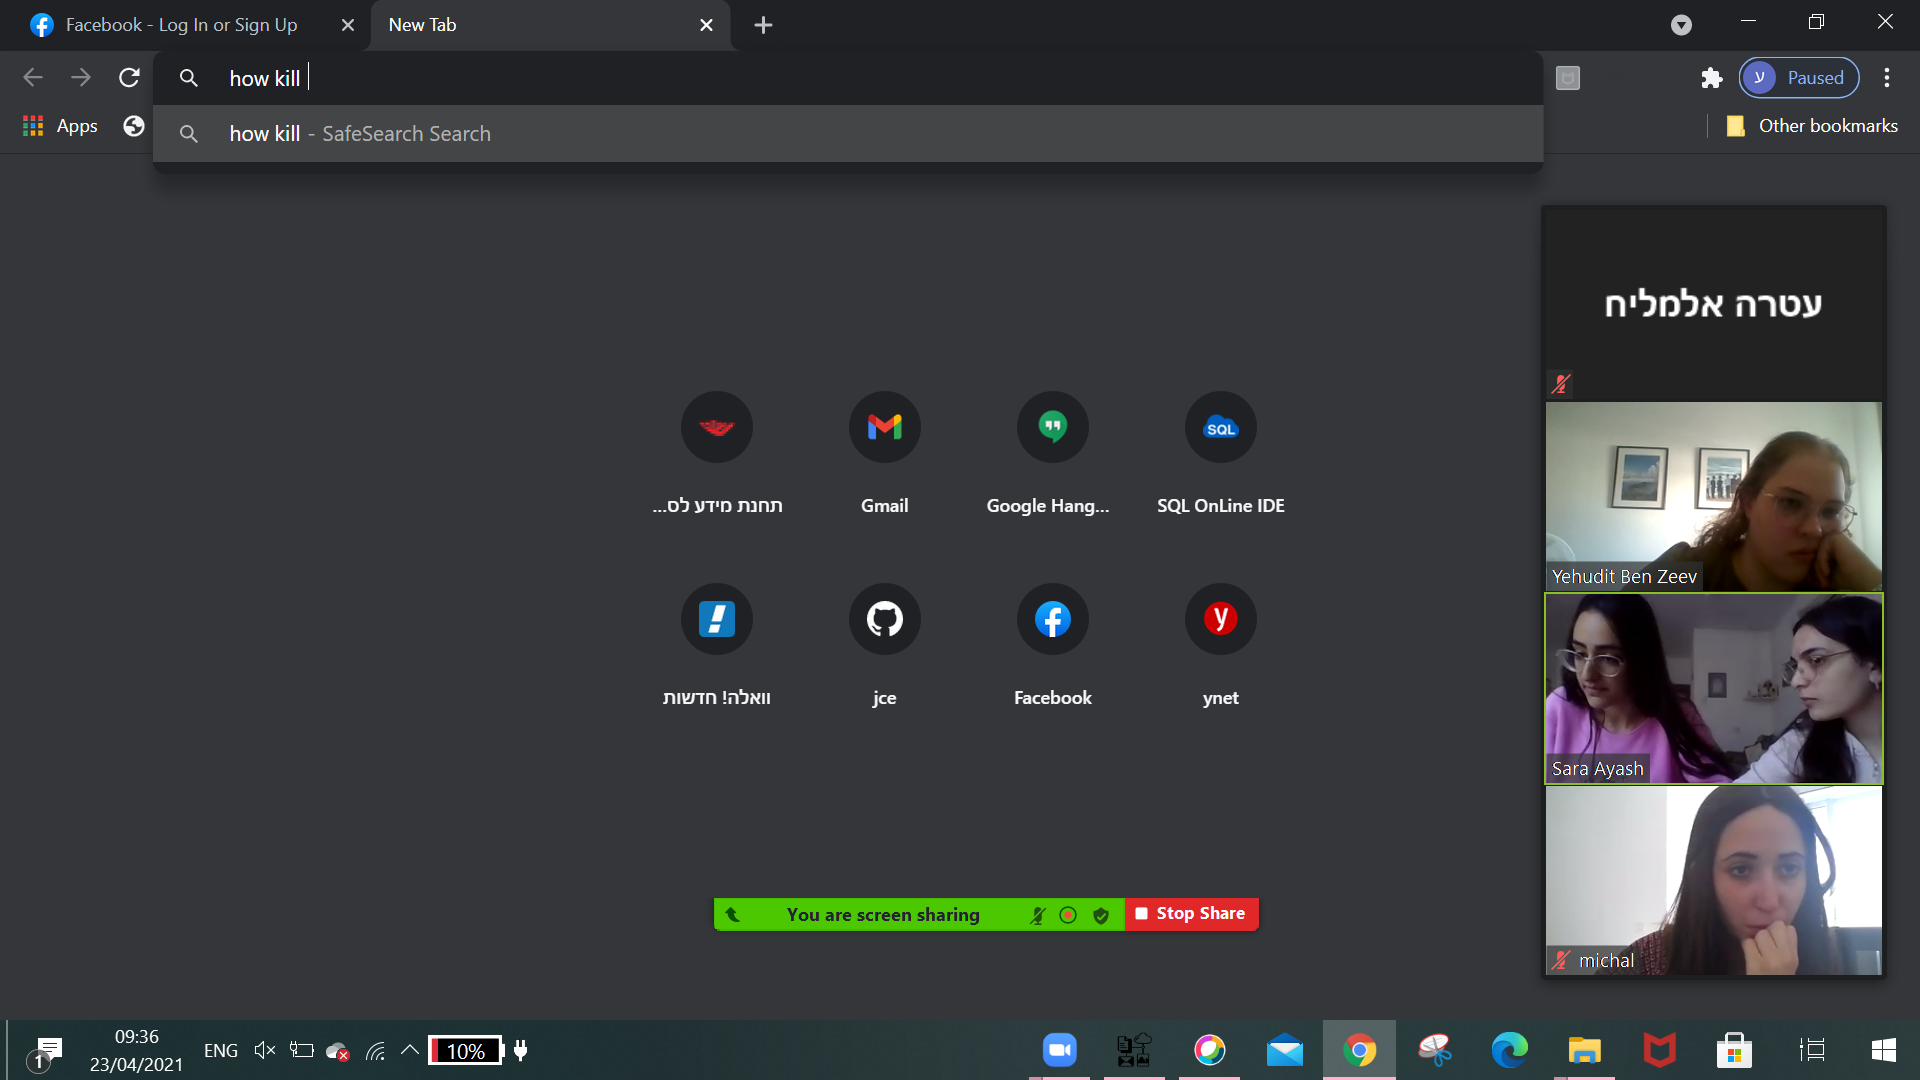 Facebook - Log In or Sign Up
New Tab
how kill
Paused
ע
Apps
Other bookmarks
how kill - SafeSearch Search
עטרה אלמליח
תחנת מידע לס...
Gmail
Google Hang...
SQL OnLine IDE
SQL
Yehudit Ben Zeev
וואלה! חדשות
jce
Facebook
ynet
y
Sara Ayash
You are screen sharing
Stop Share
michal
1
09:36
23/04/2021
ENG
10%